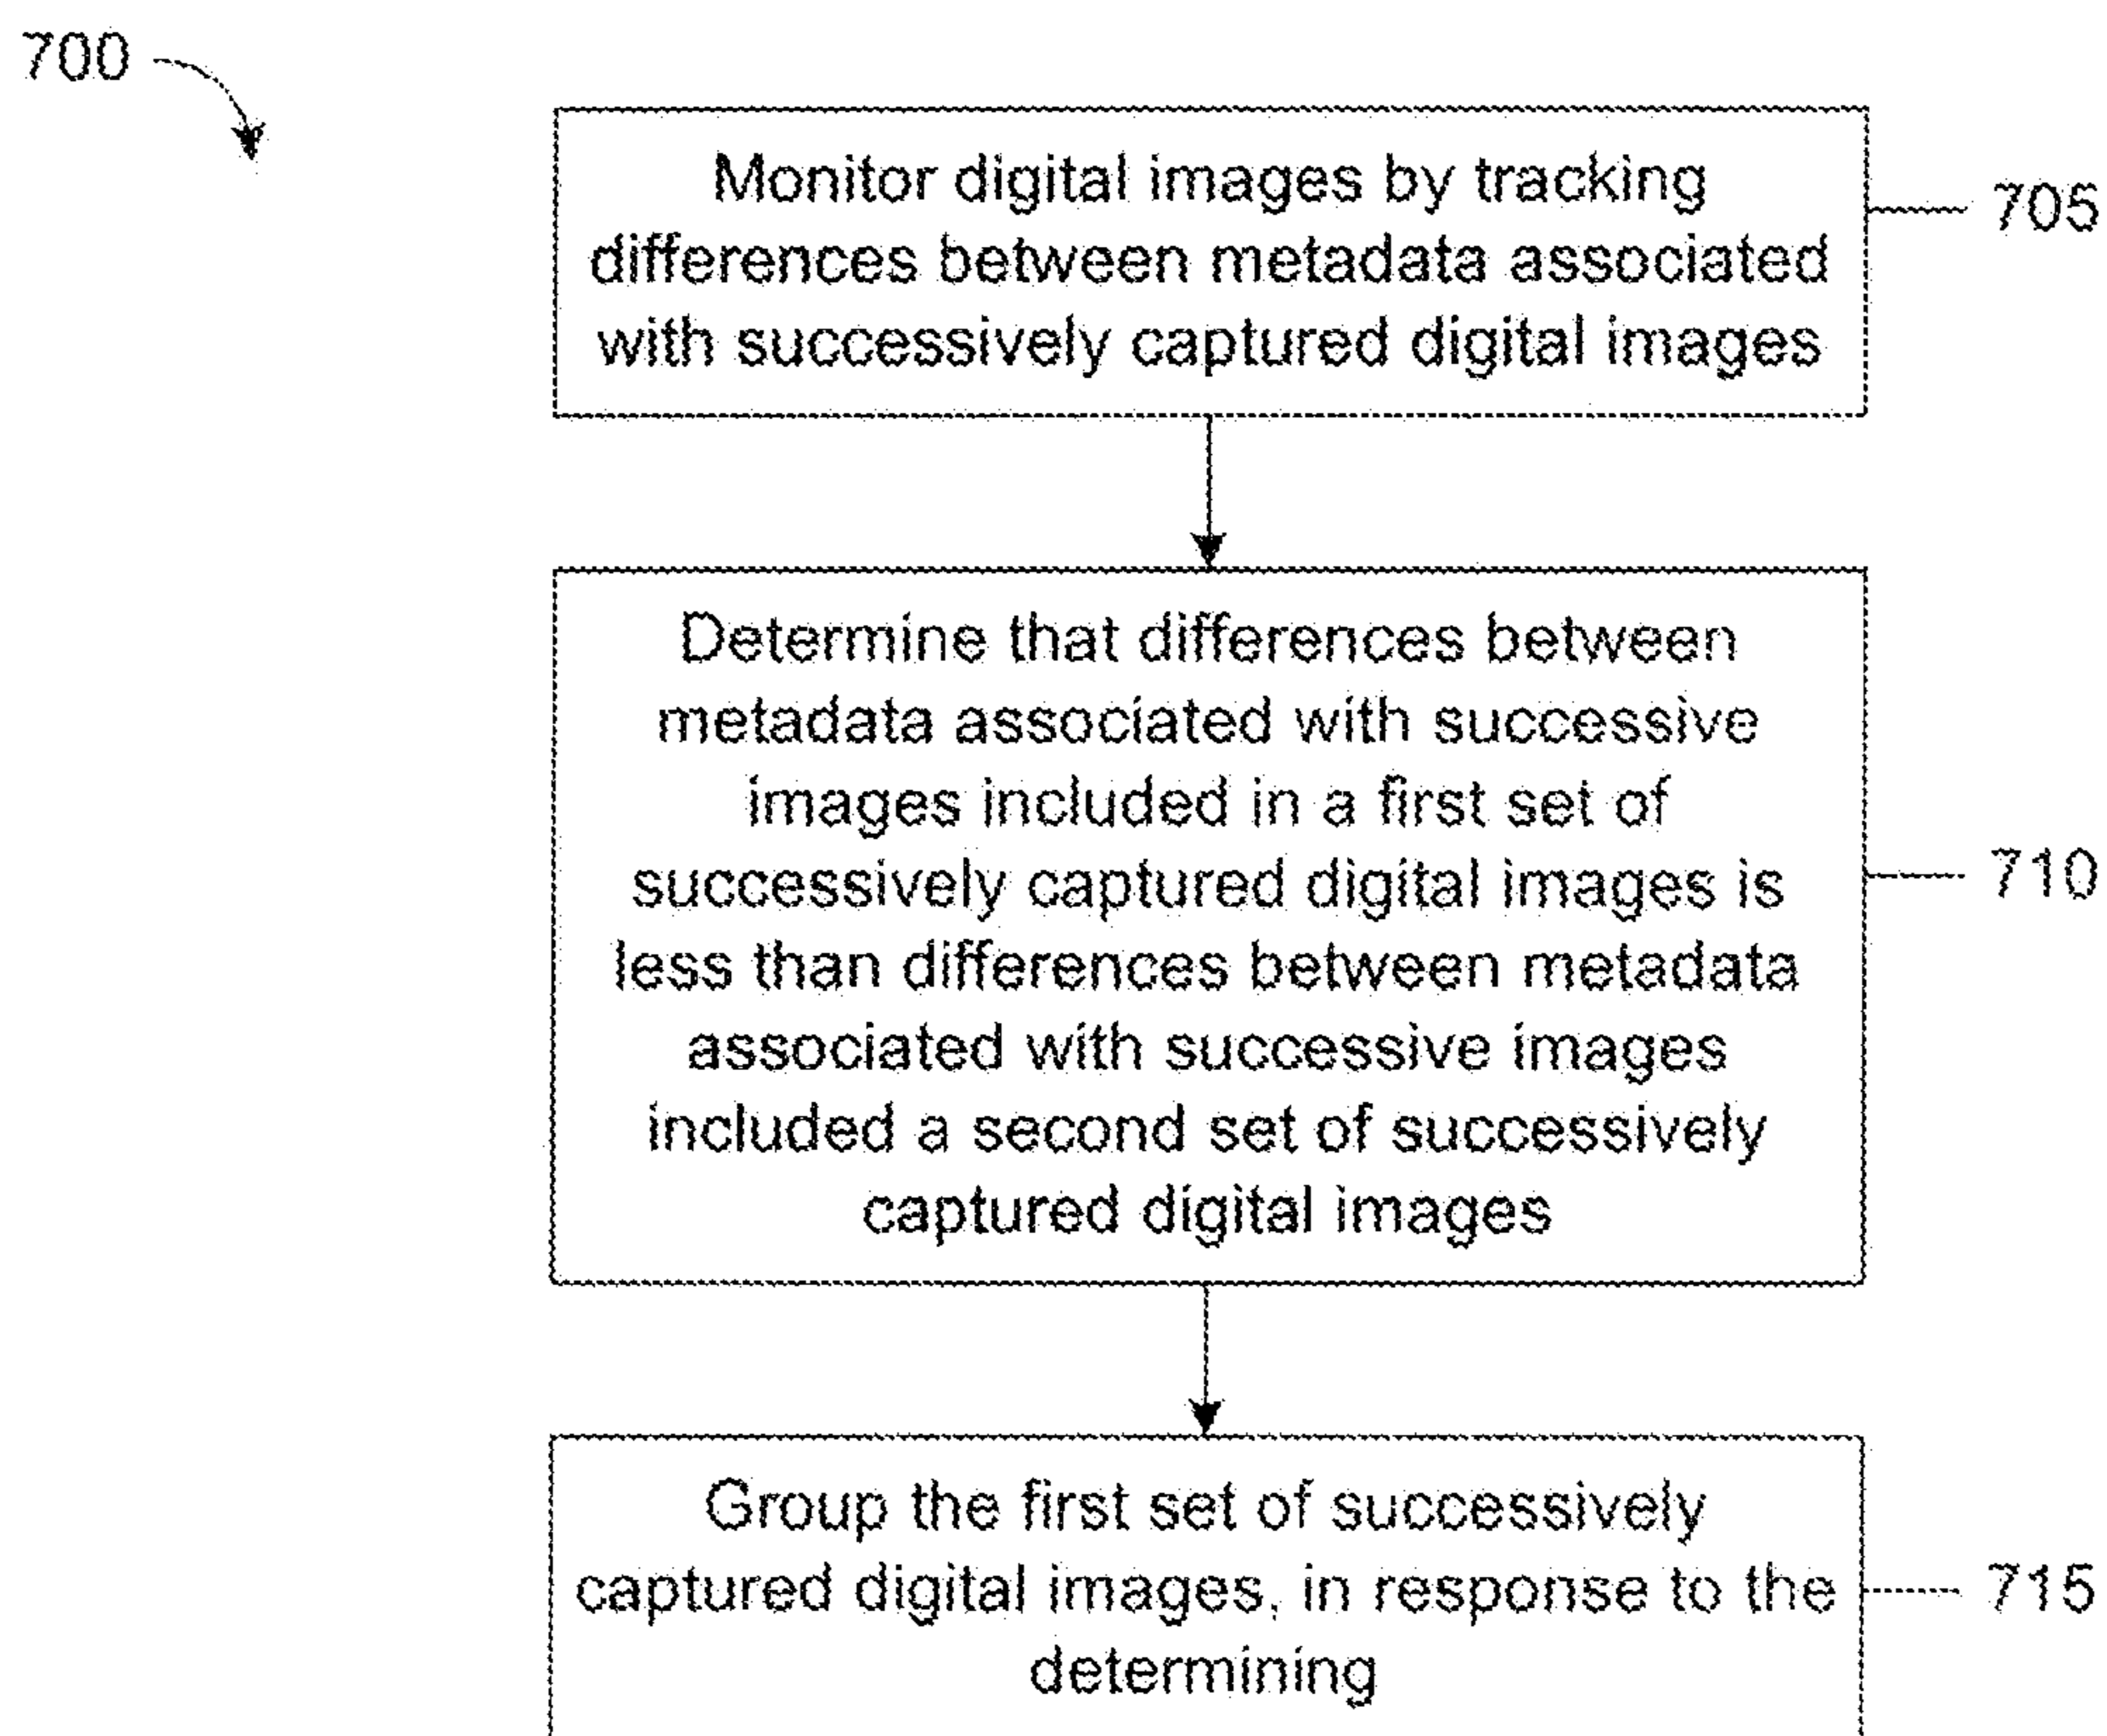 700
Monitor digital images by tracking
differences between metadata associated
with successively captured digital images
705
Determine that differences between
metadata associated with successive
images included in a first set of
successively captured digital images is
less than differences between metadata
associated with successive images
included a second set of successively
captured digital images
710
Group the first set of successively
captured digital images, in response to the
determining
715